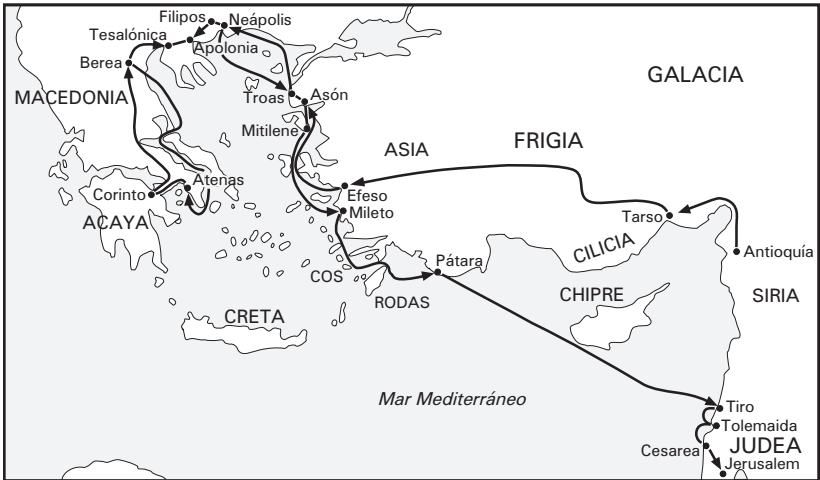 Filipos
Neápolis
Tesalónica
Apolonia
Berea
GALACIA
MACEDONIA
Troas
Asón
Mitilene
ASIA
FRIGIA
Atenas
Corinto
Efeso
Mileto
Tarso
ACAYA
CILICIA
Antioquía
Pátara
COS
RODAS
CHIPRE
SIRIA
CRETA
Mar Mediterráneo
Tiro
Tolemaida
Cesarea
JUDEA
Jerusalem